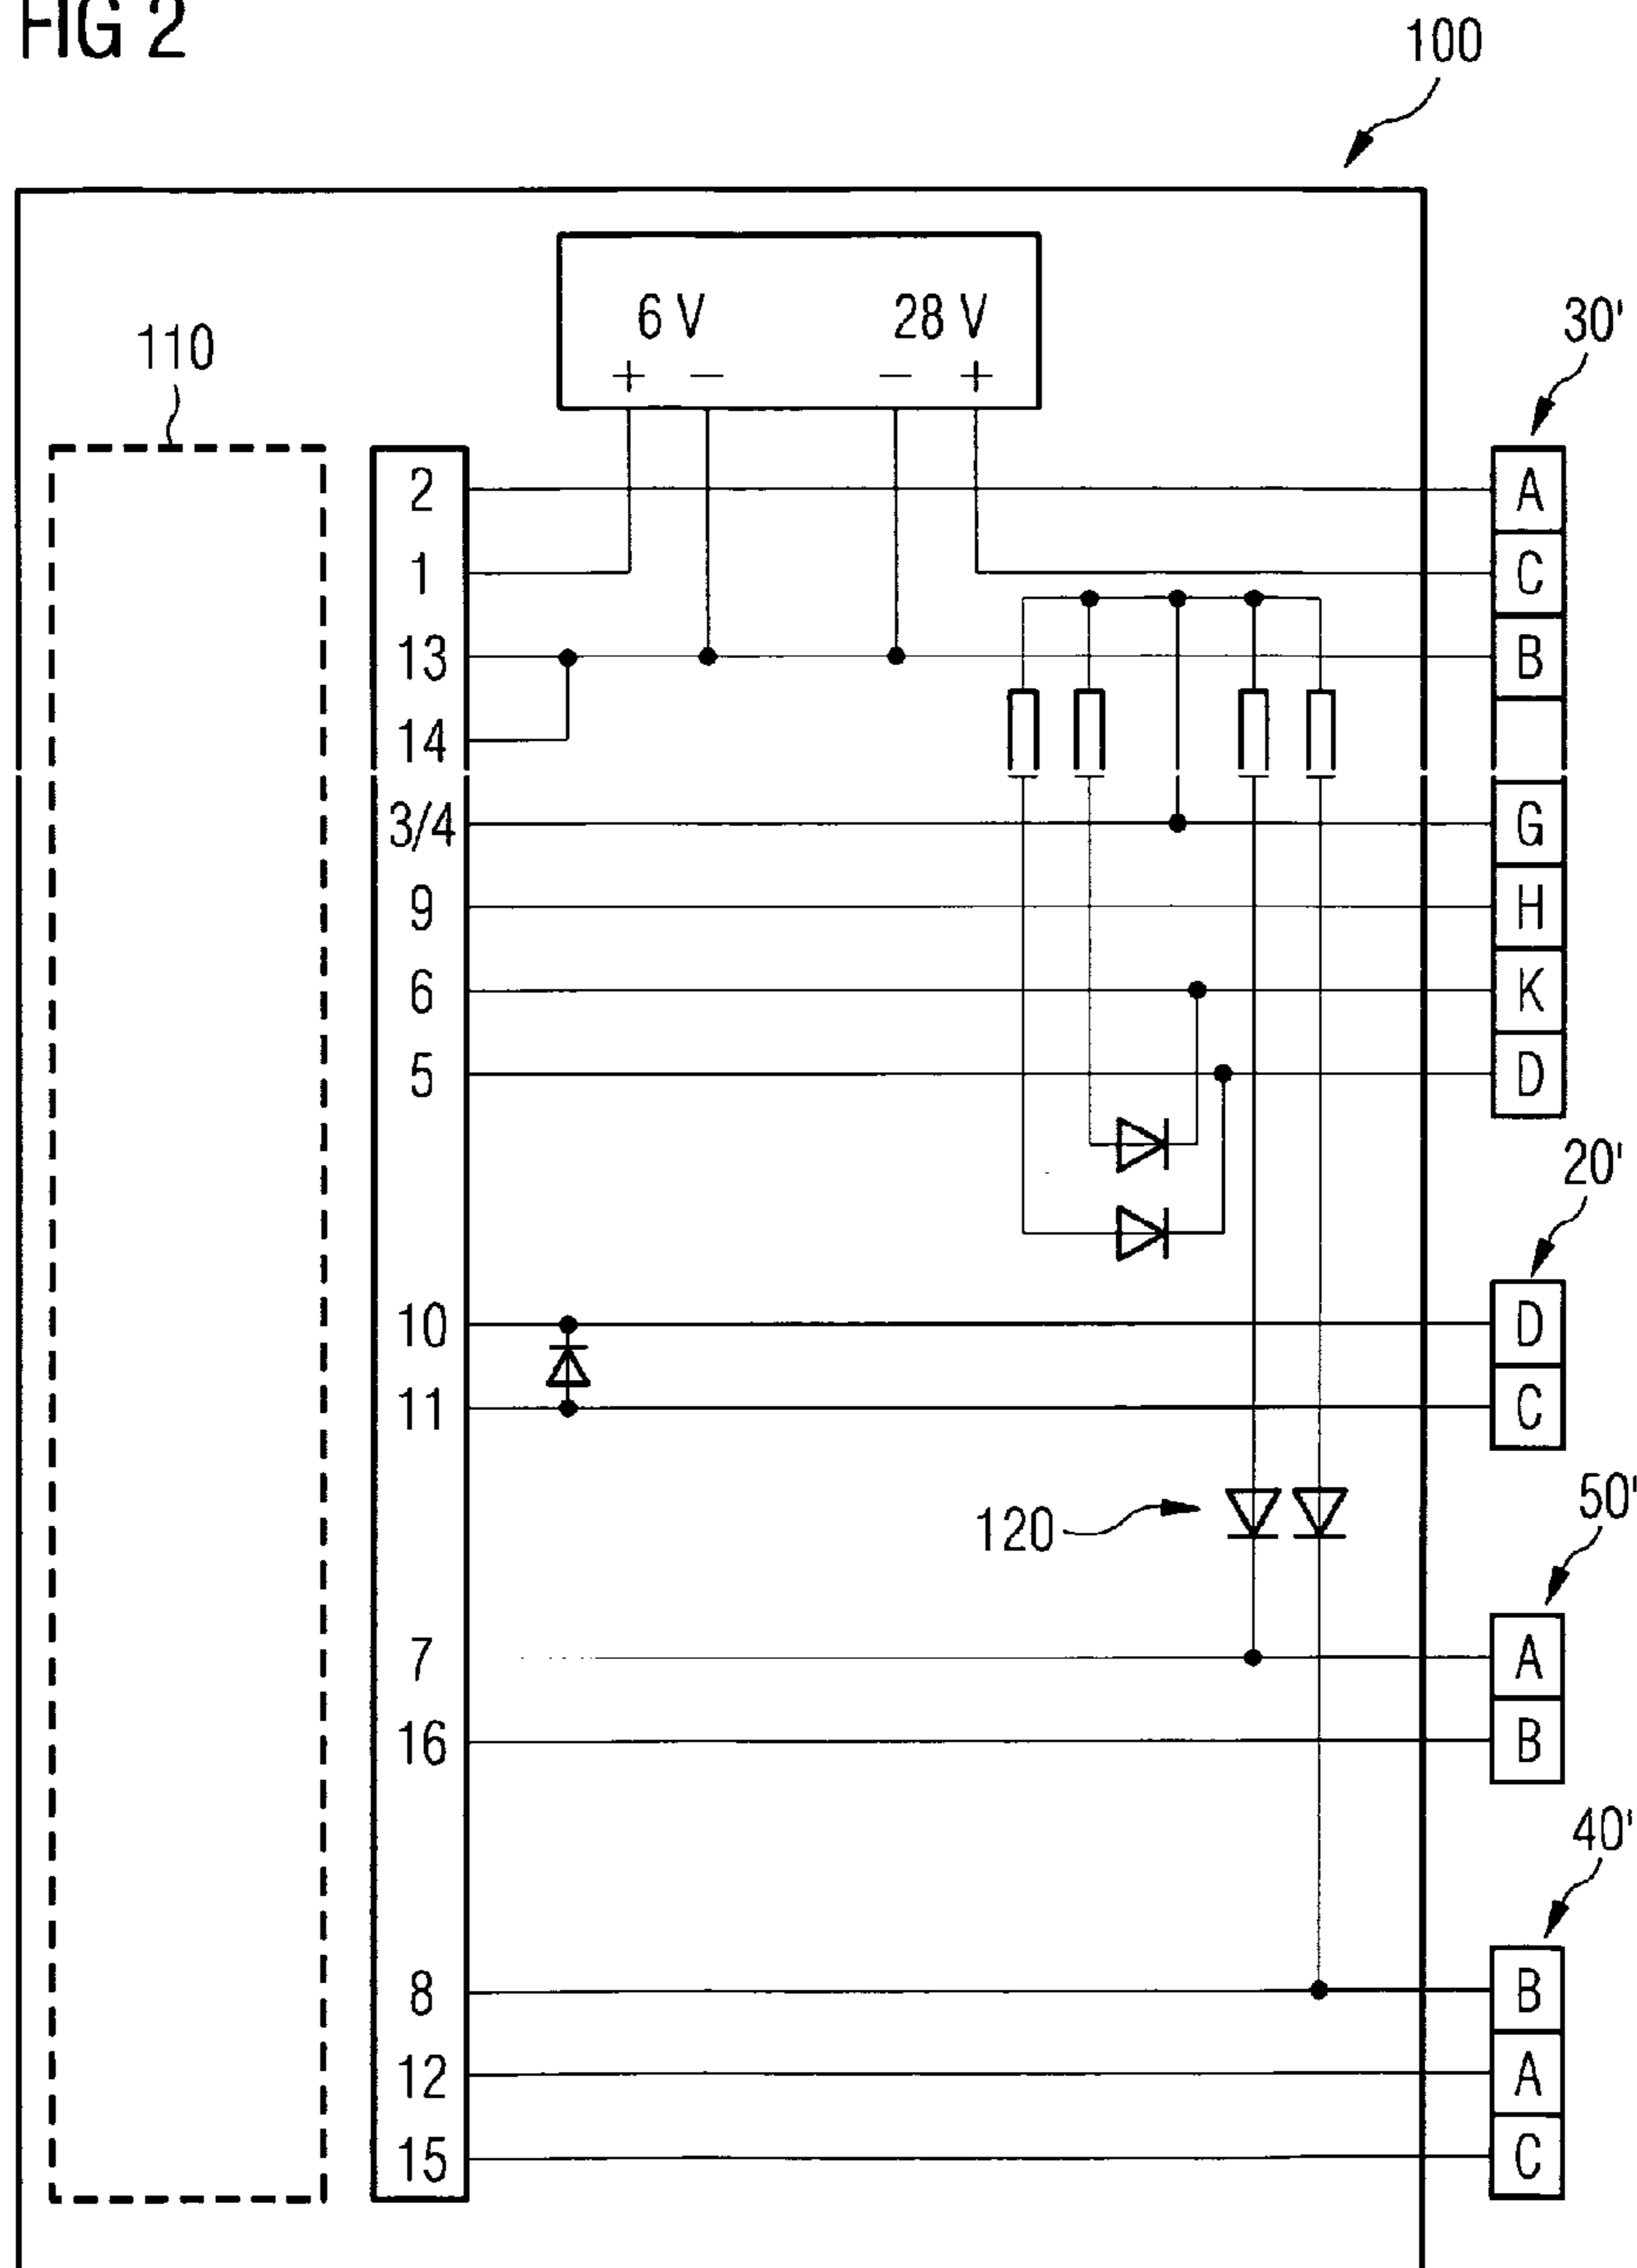 FIG 2
100
6 V 28 V
+ − − +
110
30'
2 A
1 C
13 B
14
3/4 G
9 H
6 K
5 D
20'
10 D
11 C
120
50'
7 A
16 B
40'
8 B
12 A
15 C